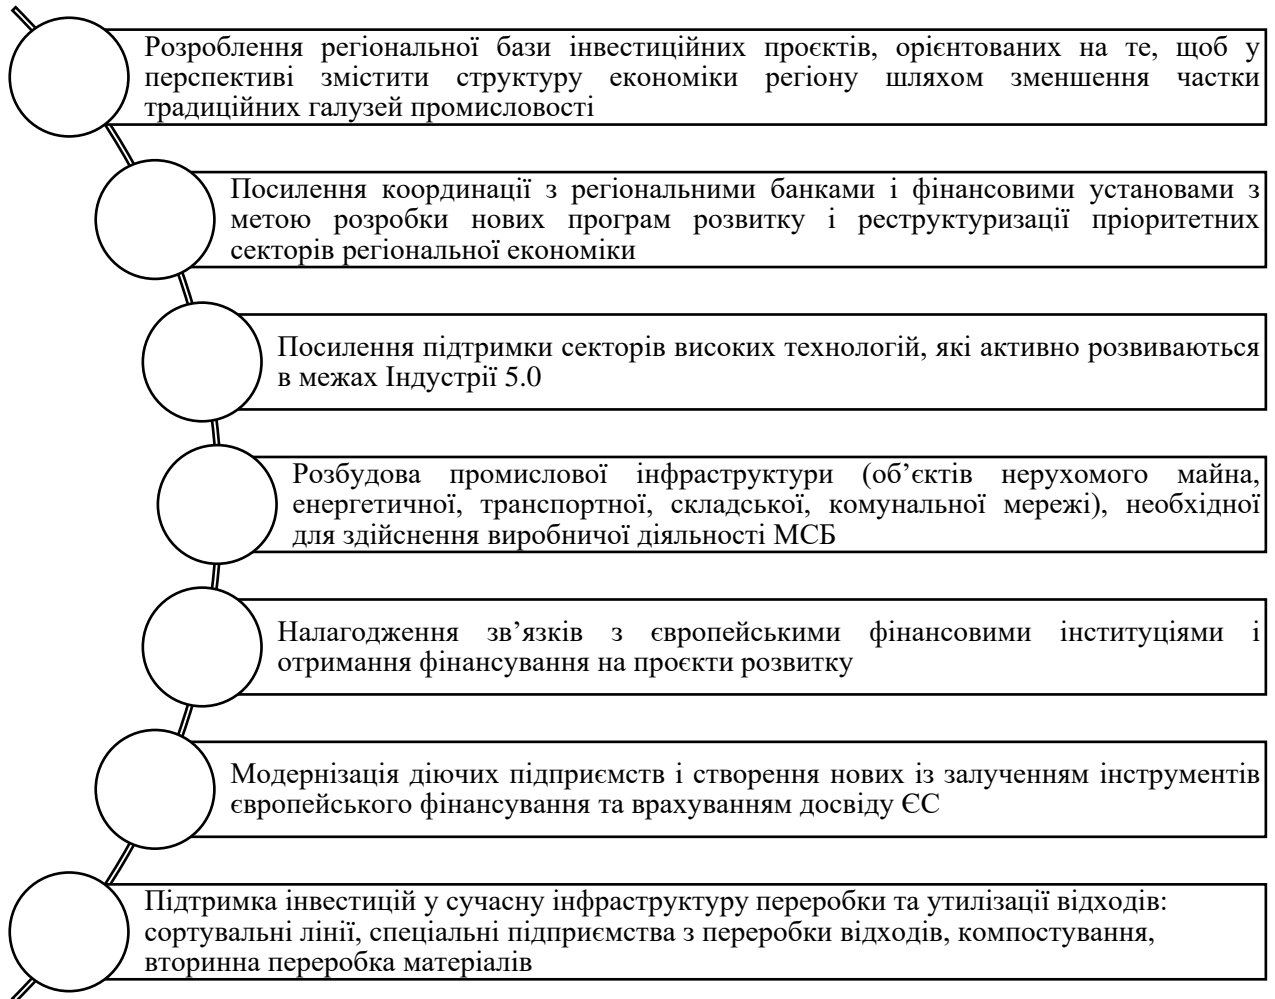 Розроблення регіональної бази інвестиційних проєктів, орієнтованих на те, щоб у
перспективі змістити структуру економіки регіону шляхом зменшення частки
традиційних галузей промисловості
Посилення координації з регіональними банками і фінансовими установами з
метою розробки нових програм розвитку і реструктуризації пріоритетних
секторів регіональної економіки
Посилення підтримки секторів високих технологій, які активно розвиваються
в межах Індустрії 5.0
Розбудова промислової інфраструктури (об’єктів нерухомого майна,
енергетичної, транспортної, складської, комунальної мережі), необхідної
для здійснення виробничої діяльності МСБ
Налагодження зв’язків з європейськими фінансовими інституціями і
отримання фінансування на проєкти розвитку
Модернізація діючих підприємств і створення нових із залученням інструментів
європейського фінансування та врахуванням досвіду ЄС
Підтримка інвестицій у сучасну інфраструктуру переробки та утилізації відходів:
сортувальні лінії, спеціальні підприємства з переробки відходів, компостування,
вторинна переробка матеріалів